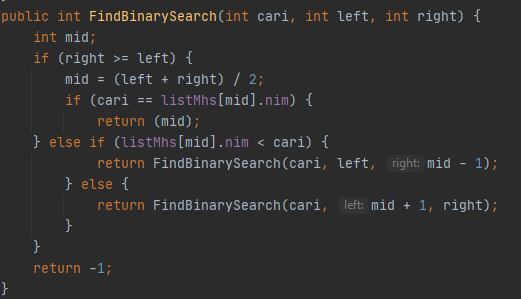 public int FindBinarySearch(int cari, int left, int right) {
    int mid;
    if (right >= left) {
        mid = (left + right) / 2;
        if (cari == listMhs[mid].nim) {
            return (mid);
    } else if (listMhs[mid].nim < cari) {
            return FindBinarySearch(cari, left, right: mid - 1);
        } else {
            return FindBinarySearch(cari, left: mid + 1, right);
        }
    }
    return -1;
}